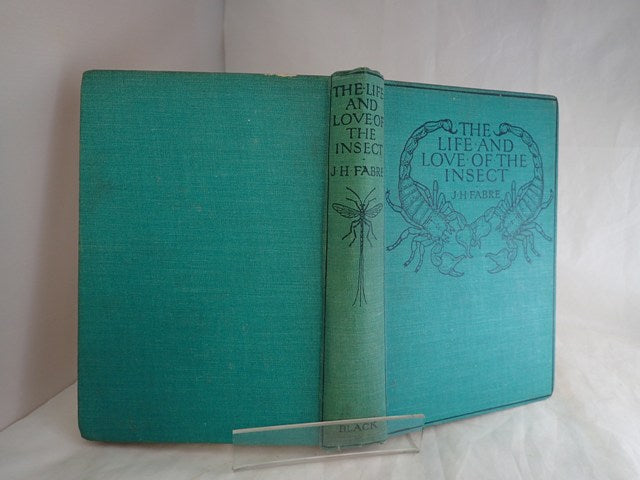 THE·LIFE
AND
LOVE·OF
THE
INSECT
J·H·FABRE
BLACK
THE
LIFE·AND
LOVE·OF·THE
INSECT
J·H·FABRE